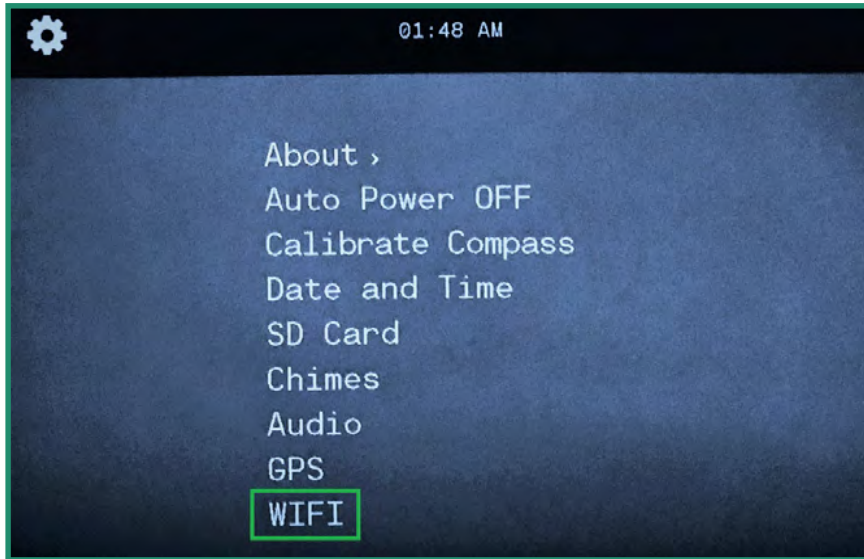 01:48 AM
About ›
Auto Power OFF
Calibrate Compass
Date and Time
SD Card
Chimes
Audio
GPS
WIFI